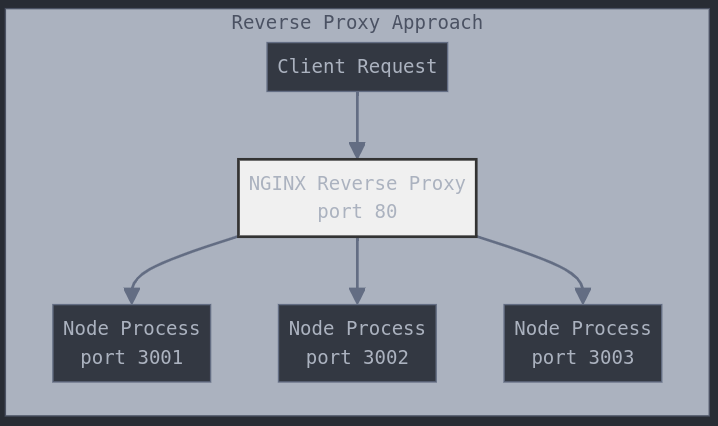 Reverse Proxy Approach
Client Request
NGINX Reverse Proxy
port 80
Node Process
port 3001
Node Process
port 3002
Node Process
port 3003